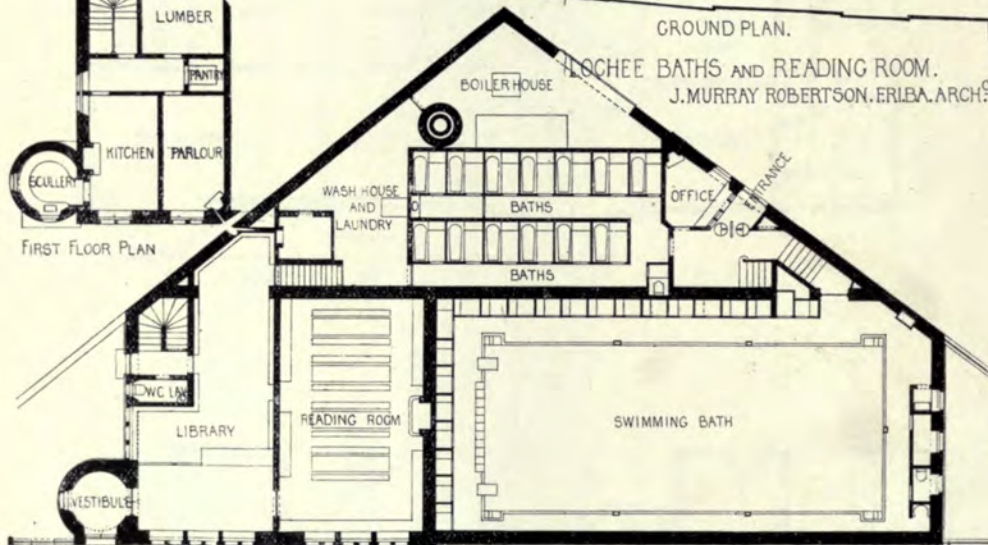 GROUND PLAN.
LOCHEE BATHS AND READING ROOM.
J. MURRAY ROBERTSON. F.R.I.B.A. ARCHT.
LUMBER
PANTRY
KITCHEN
PARLOUR
SCULLERY
FIRST FLOOR PLAN
BOILER HOUSE
WASH HOUSE
AND
LAUNDRY
BATHS
BATHS
OFFICE
ENTRANCE
W.C. LAV
LIBRARY
READING ROOM
SWIMMING BATH
VESTIBULE